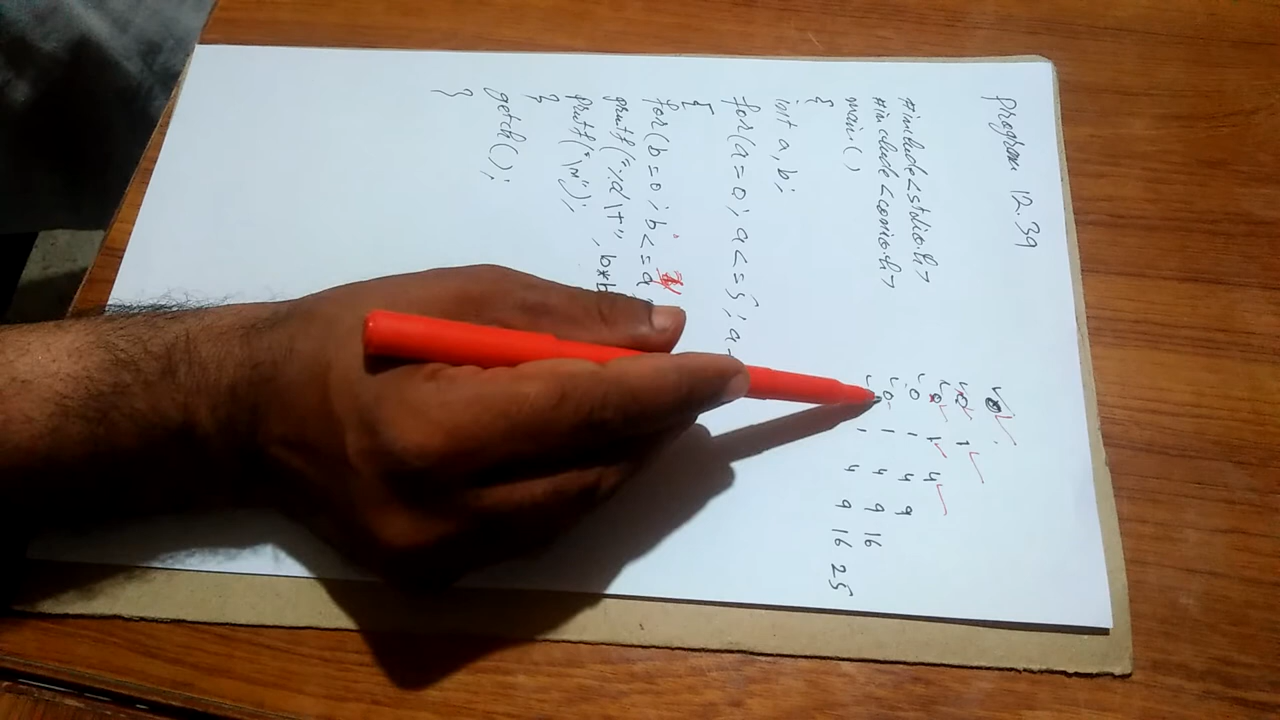 Program 12.39
#include<stdio.h>
#include<conio.h>
main()
{
int a,b;
for(a=0; a<=5; a
{
for(b=0; b<=a
printf("%d\t", b*b
printf("\n");
}
getch();
}
0
0 1
0 1 4
0 1 4 9
0 1 4 9 16
1 4 9 16 25